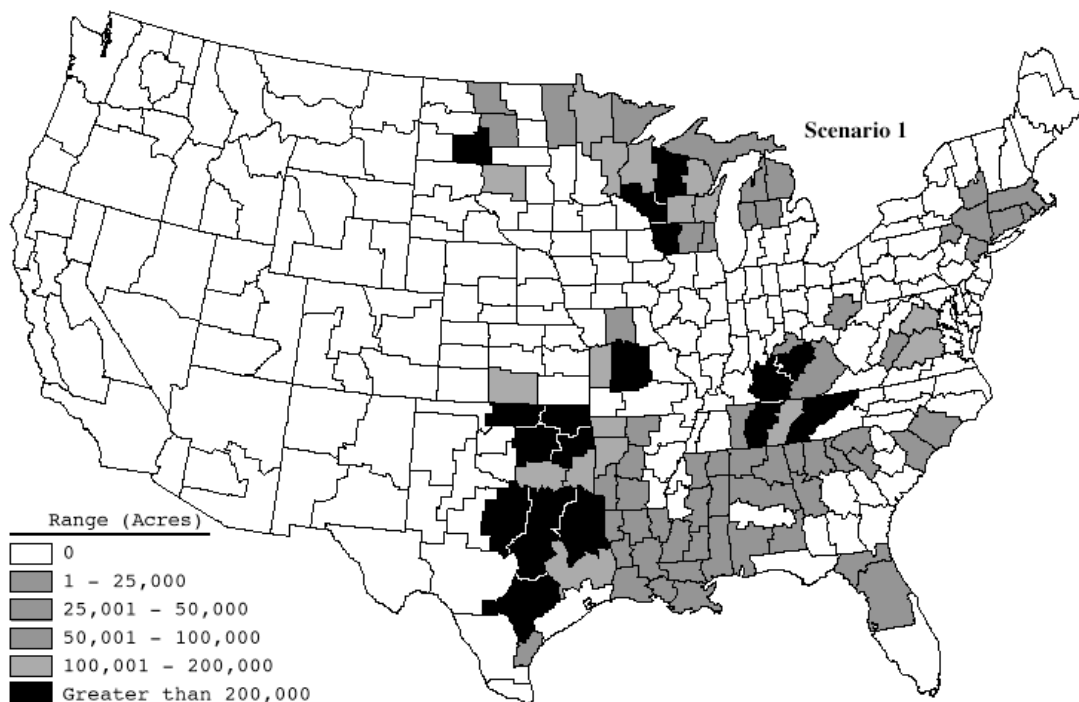 Scenario 1
Range (Acres)
0
1 - 25,000
25,001 - 50,000
50,001 - 100,000
100,001 - 200,000
Greater than 200,000